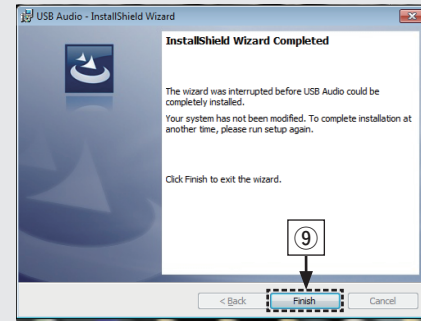 USB Audio - InstallShield Wizard
InstallShield Wizard Completed
The wizard was interrupted before USB Audio could be
completely installed.
Your system has not been modified. To complete installation at
another time, please run setup again.
Click Finish to exit the wizard.
⑨
< Back
Finish
Cancel